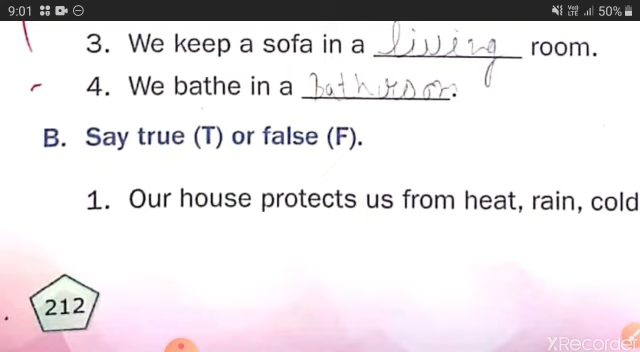 9:01 50%
3. We keep a sofa in a living room.
4. We bathe in a bathroom.
B. Say true (T) or false (F).
1. Our house protects us from heat, rain, cold
212
XRecorder